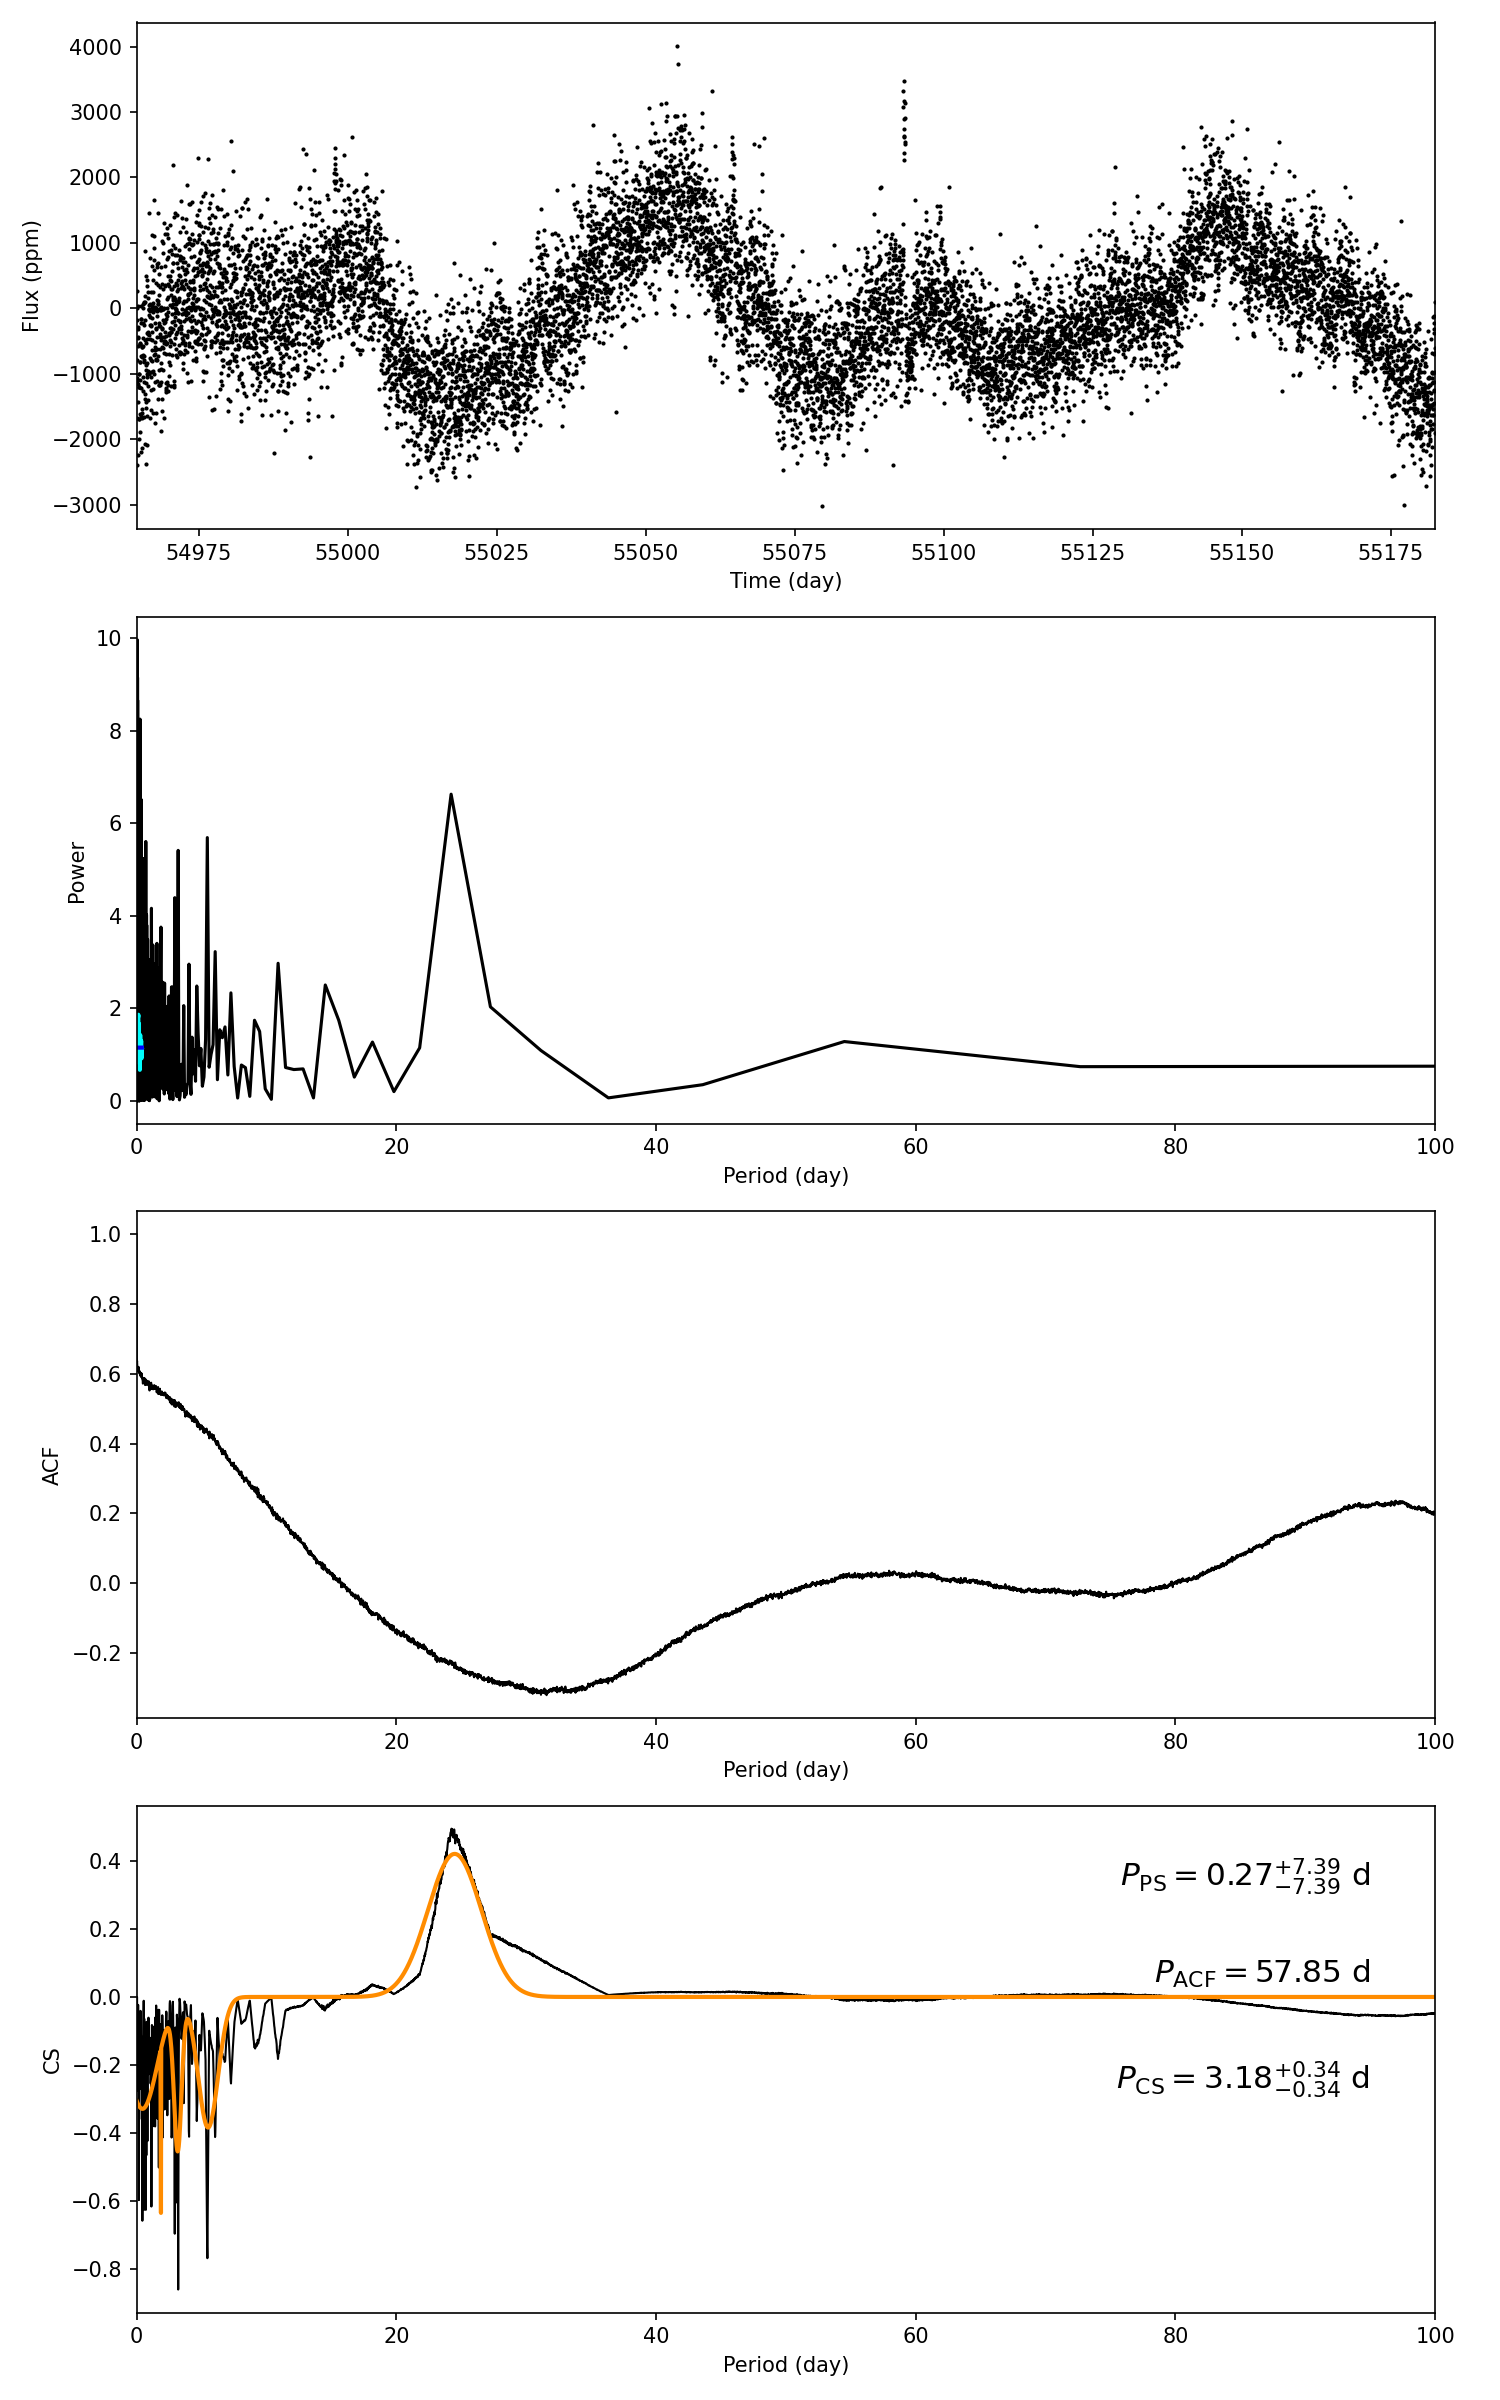 4000
3000
2000
1000
0
−1000
−2000
−3000
Flux (ppm)
54975 55000 55025 55050 55075 55100 55125 55150 55175
Time (day)
10
8
6
4
2
0
Power
0 20 40 60 80 100
Period (day)
1.0
0.8
0.6
0.4
0.2
0.0
−0.2
ACF
0 20 40 60 80 100
Period (day)
0.4
0.2
0.0
−0.2
−0.4
−0.6
−0.8
CS
P_PS = 0.27^{+7.39}_{−7.39} d
P_ACF = 57.85 d
P_CS = 3.18^{+0.34}_{−0.34} d
0 20 40 60 80 100
Period (day)